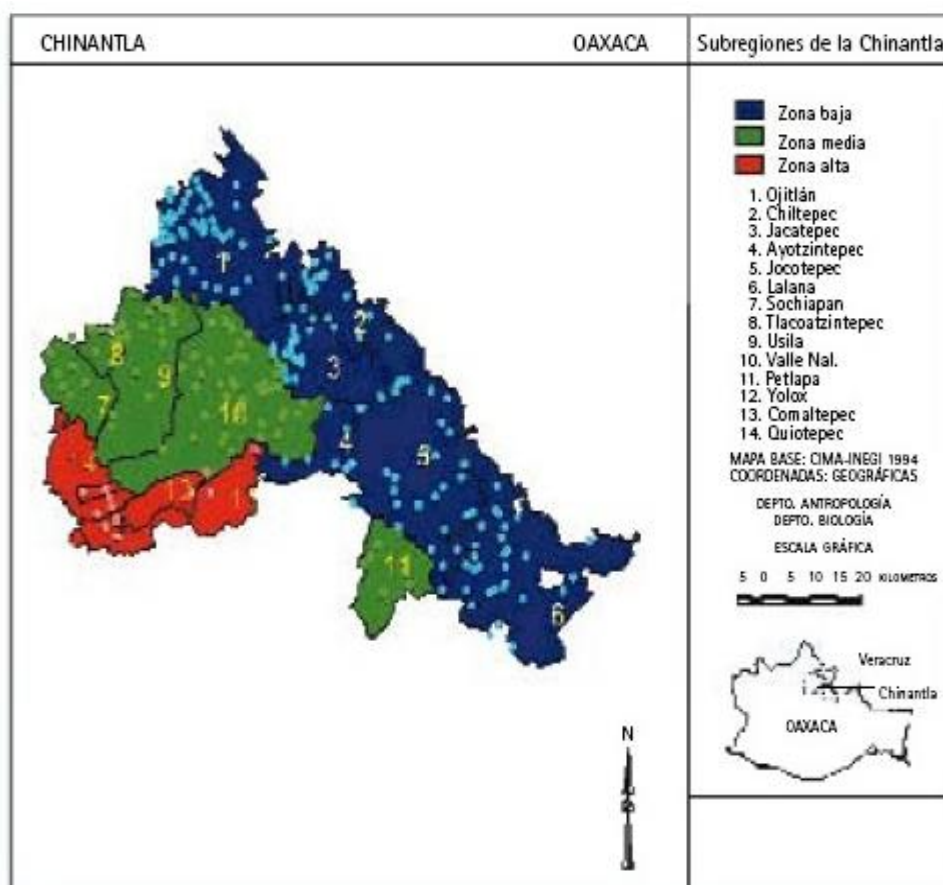 CHINANTLA OAXACA
Subregiones de la Chinantla
Zona baja
Zona media
Zona alta
1. Ojitlán
2. Chiltepec
3. Jacatepec
4. Ayotzintepec
5. Jocotepec
6. Lalana
7. Sochiapan
8. Tlacoatzintepec
9. Usila
10. Valle Nal.
11. Petlapa
12. Yolox
13. Comaltepec
14. Quiotepec
MAPA BASE: CIMA-INEGI 1994
COORDENADAS: GEOGRÁFICAS
DEPTO. ANTROPOLOGÍA
DEPTO. BIOLOGÍA
ESCALA GRÁFICA
5 0 5 10 15 20 KILOMETROS
Veracruz
Chinantla
OAXACA
N
1
2
3
8
9
7
10
4
11
6